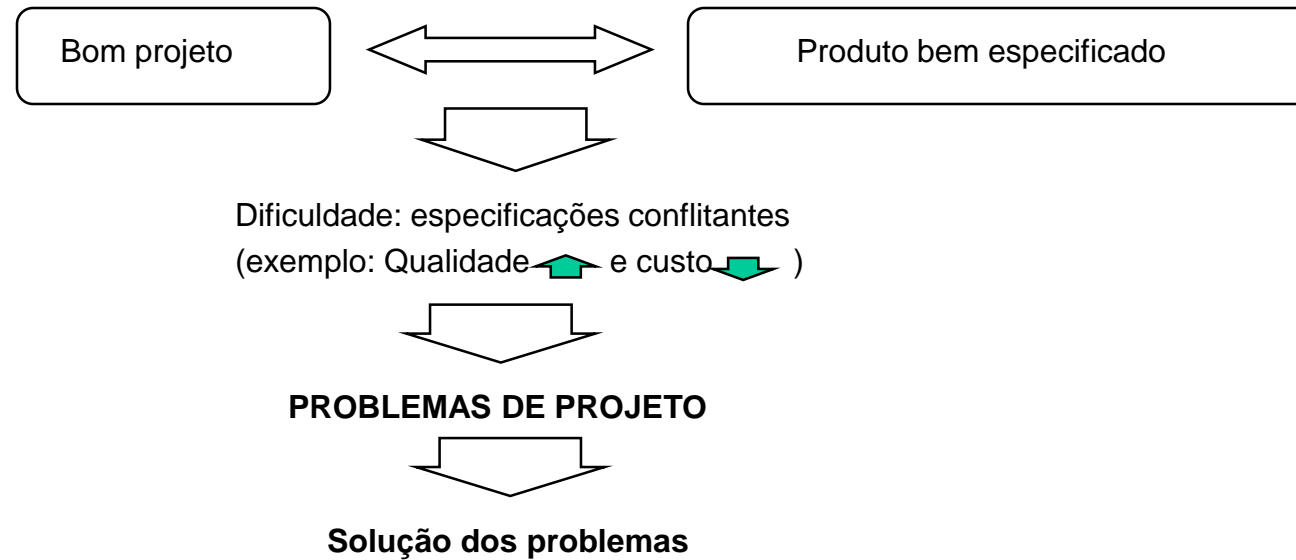 Bom projeto
Produto bem especificado
Dificuldade: especificações conflitantes
(exemplo: Qualidade e custo )
PROBLEMAS DE PROJETO
Solução dos problemas